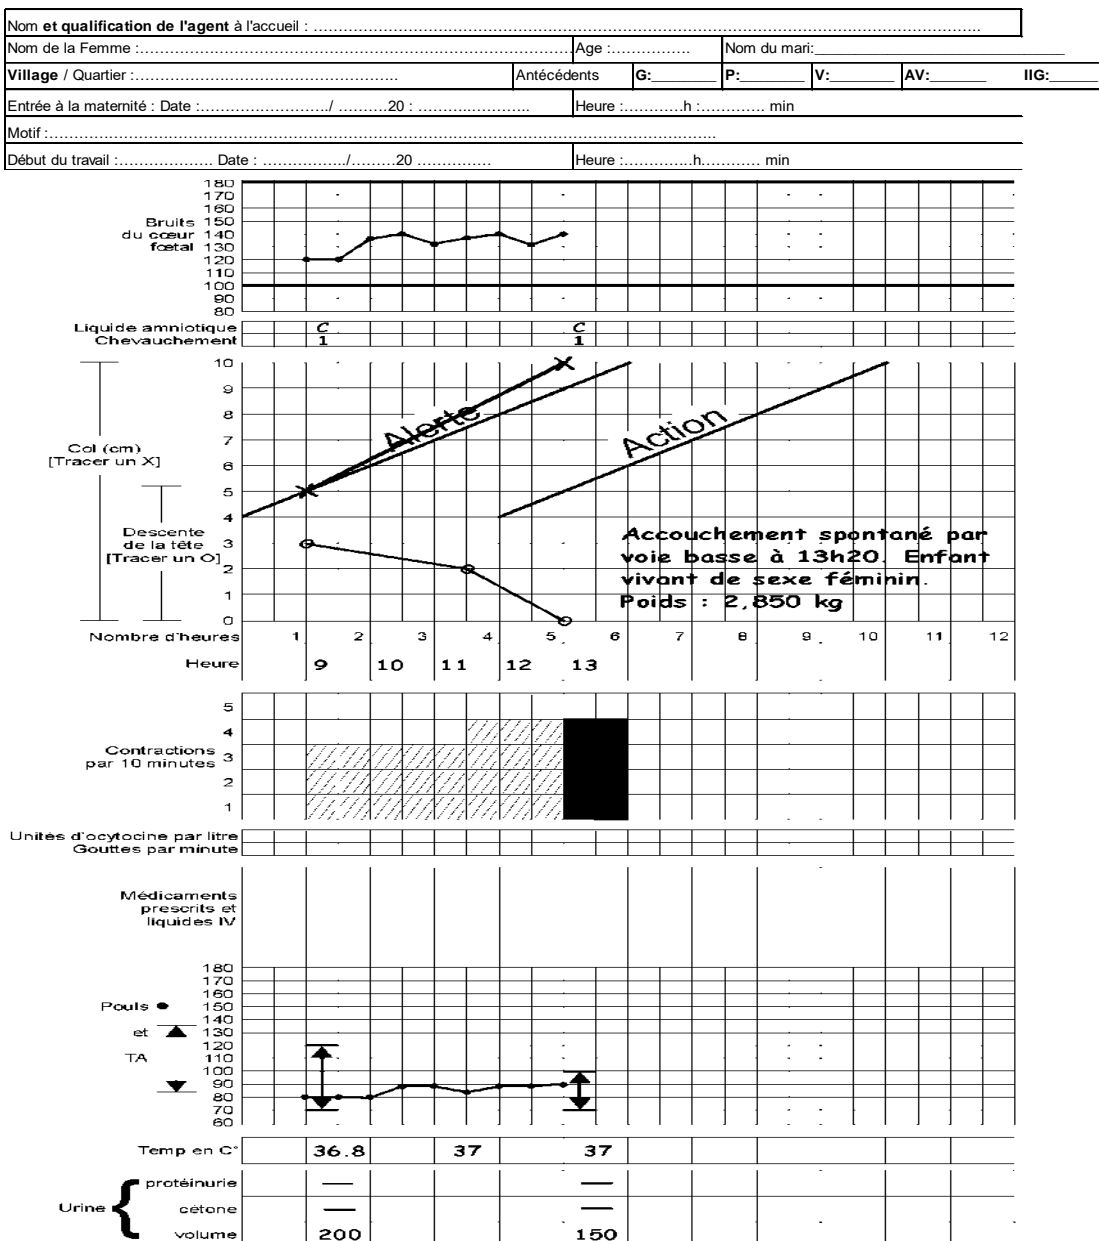 Nom et qualification de l'agent à l'accueil : ...........................................................................
Nom de la Femme :........................................ Age :................ Nom du mari:____________________
Village / Quartier :........................................ Antécédents G:________ P:________ V:________ AV:_______ IIG:______
Entrée à la maternité : Date :........................./ ..........20 : ...................... Heure :............h :............. min
Motif :...........................................................................
Début du travail :................... Date : ................./.........20 ............... Heure :..............h............ min
180
170
160
Bruits 150
du cœur 140
fœtal 130
120
110
100
90
80
Liquide amniotique C C
Chevauchement 1 1
10
9
8
7
6
5
4
3
2
1
0
Col (cm)
[Tracer un X]
Descente
de la tête
[Tracer un O]
Alerte
Action
Accouchement spontané par
voie basse à 13h20. Enfant
vivant de sexe féminin.
Poids : 2,850 kg
Nombre d'heures 1 2 3 4 5 6 7 8 9 10 11 12
Heure 9 10 11 12 13
5
4
Contractions 3
par 10 minutes
2
1
Unités d'ocytocine par litre
Gouttes par minute
Médicaments
prescrits et
liquides IV
180
170
160
Pouls 150
140
et 130
120
TA 110
100
90
80
70
60
Temp en C° 36.8 37 37
Urine
protéinurie — —
cétone — —
volume 200 150